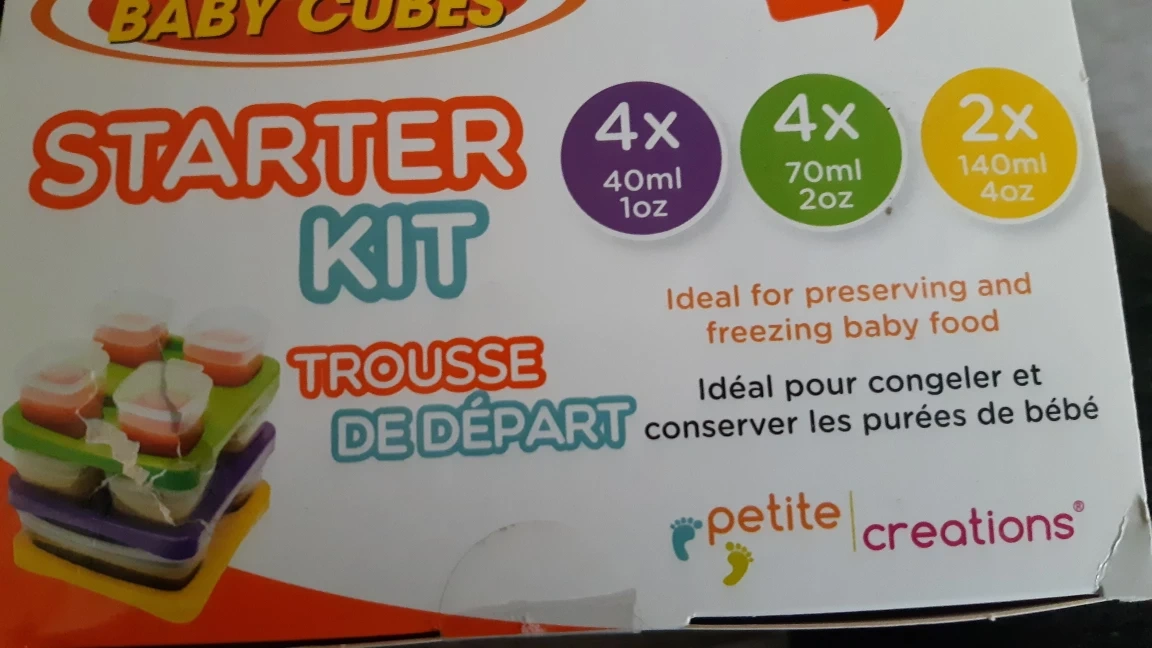 BABY CUBES
STARTER
KIT
4x
40ml
1oz
4x
70ml
2oz
2x
140ml
4oz
Ideal for preserving and
freezing baby food
TROUSSE
DE DÉPART
Idéal pour congeler et
conserver les purées de bébé
petite creations®